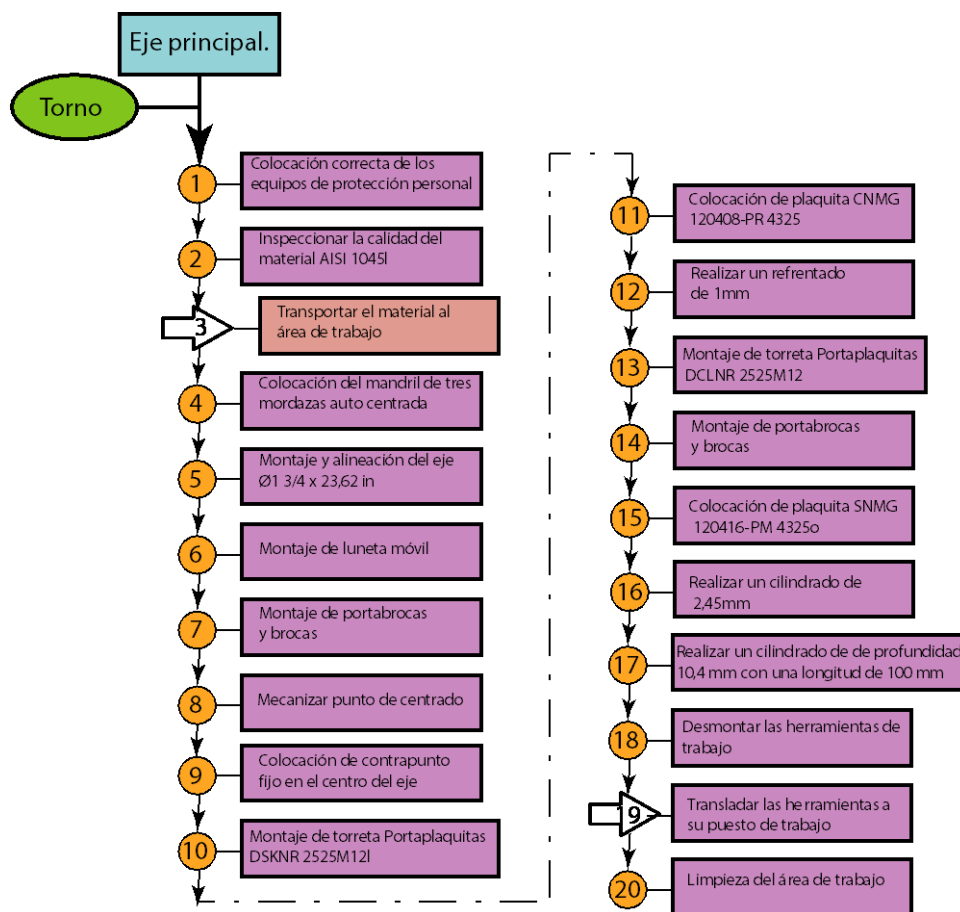 Eje principal.
Torno
1
Colocación correcta de los
equipos de protección personal
2
Inspeccionar la calidad del
material AISI 1045l
3
Transportar el material al
área de trabajo
4
Colocación del mandril de tres
mordazas auto centrada
5
Montaje y alineación del eje
Ø1 3/4 x 23,62 in
6
Montaje de luneta móvil
7
Montaje de portabrocas
y brocas
8
Mecanizar punto de centrado
9
Colocación de contrapunto
fijo en el centro del eje
10
Montaje de torreta Portaplaquitas
DSKNR 2525M12l
11
Colocación de plaquita CNMG
120408-PR 4325
12
Realizar un refrentado
de 1mm
13
Montaje de torreta Portaplaquitas
DCLNR 2525M12
14
Montaje de portabrocas
y brocas
15
Colocación de plaquita SNMG
120416-PM 4325o
16
Realizar un cilindrado de
2,45mm
17
Realizar un cilindrado de de profundidad
10,4 mm con una longitud de 100 mm
18
Desmontar las herramientas de
trabajo
19
Transladar las herramientas a
su puesto de trabajo
20
Limpieza del área de trabajo